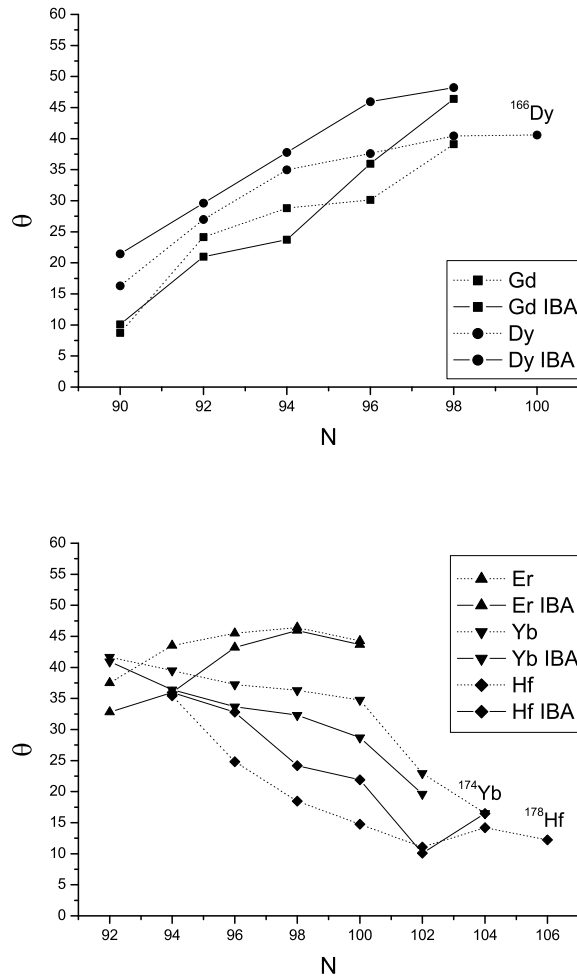 60
55
50
45
40
35
30
25
20
15
10
5
0
θ
90
92
94
96
98
100
N
¹⁶⁶Dy
Gd
Gd IBA
Dy
Dy IBA
60
55
50
45
40
35
30
25
20
15
10
5
0
θ
92
94
96
98
100
102
104
106
N
Er
Er IBA
Yb
Yb IBA
Hf
Hf IBA
¹⁷⁴Yb
¹⁷⁸Hf